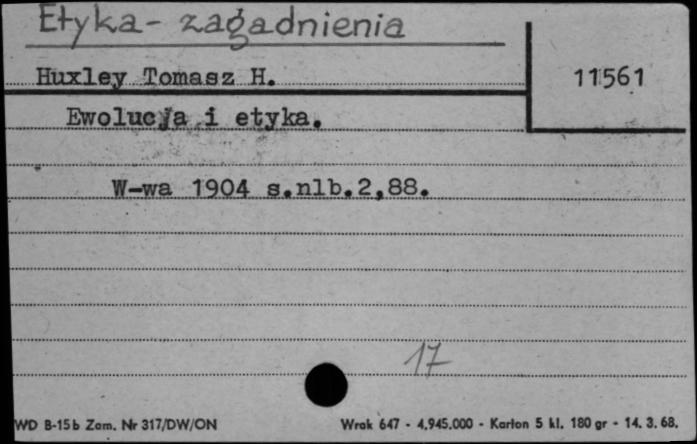 Etyka - zagadnienia
Huxley Tomasz H.
11561
Ewolucja i etyka.
W-wa 1904 s.nlb.2,88.
17
WD B-15b Zam. Nr 317/DW/ON
Wrak 647 - 4.945.000 - Karton 5 kl. 180 gr - 14. 3. 68.